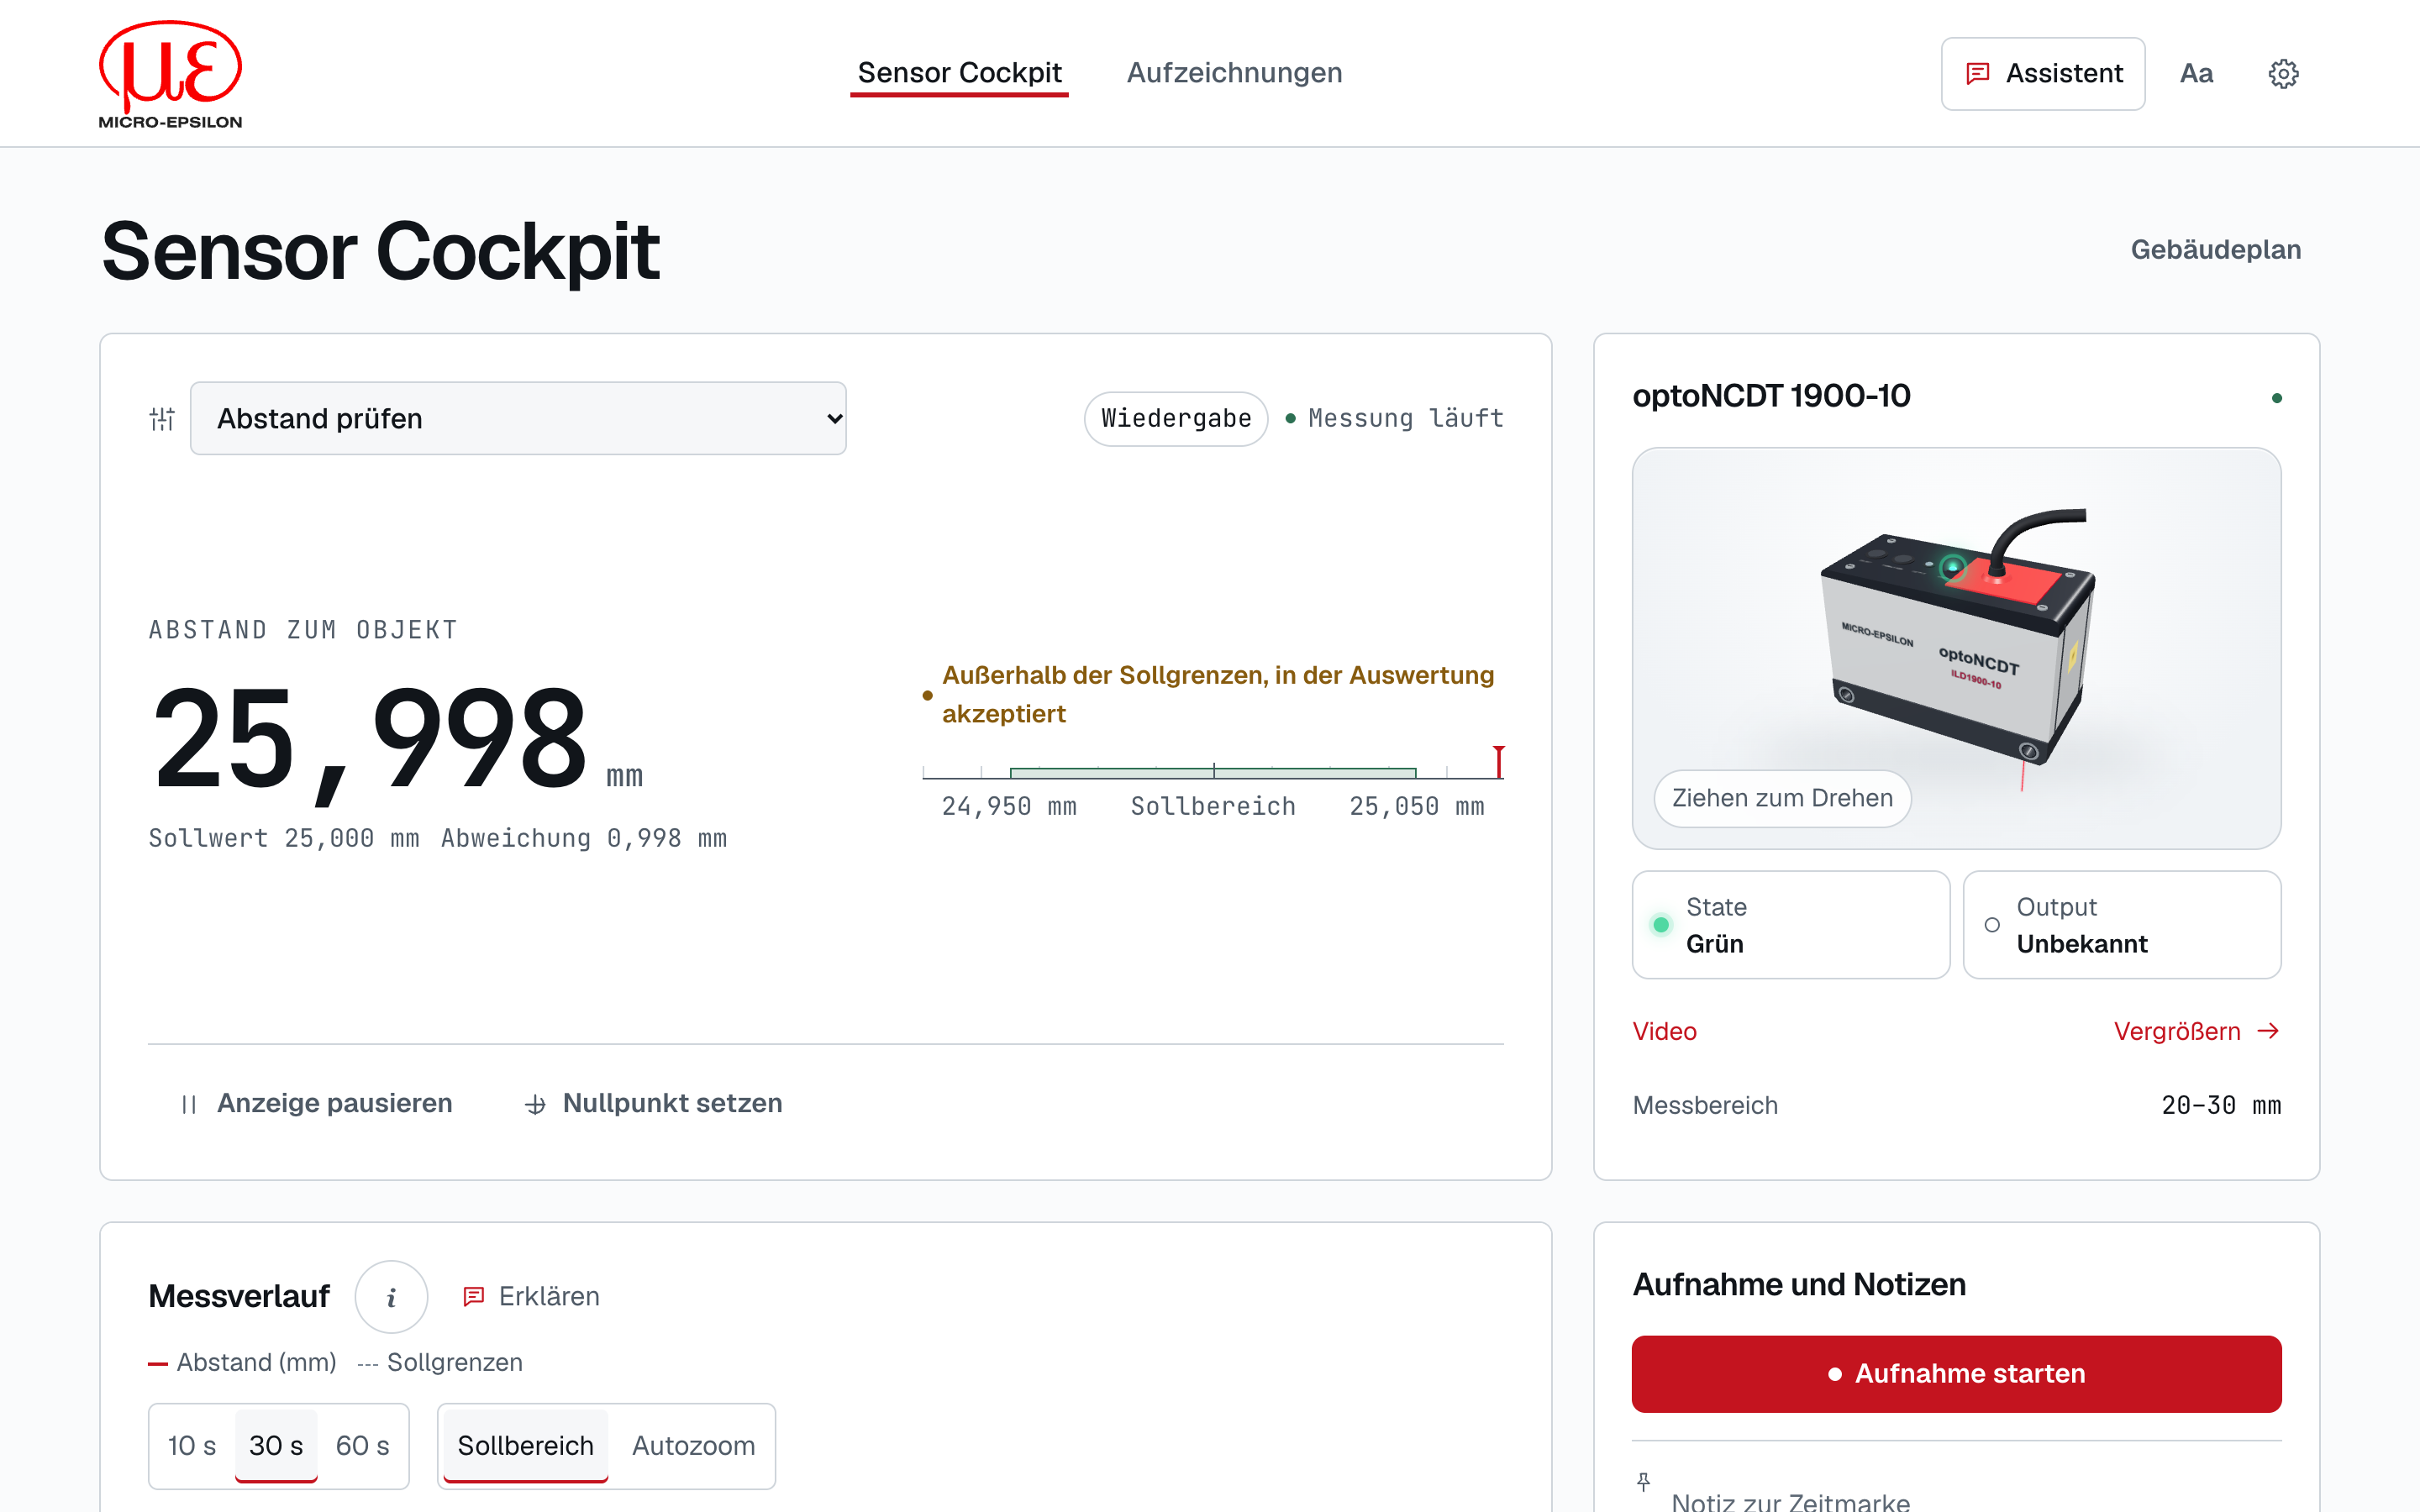 με
MICRO-EPSILON
Sensor Cockpit
Aufzeichnungen
Assistent
Aa
Sensor Cockpit
Gebäudeplan
Abstand prüfen
Wiedergabe
Messung läuft
ABSTAND ZUM OBJEKT
25,998 mm
Sollwert 25,000 mm Abweichung 0,998 mm
Außerhalb der Sollgrenzen, in der Auswertung
akzeptiert
24,950 mm Sollbereich 25,050 mm
Anzeige pausieren
Nullpunkt setzen
optoNCDT 1900-10
MICRO-EPSILON
optoNCDT
ILD1900-10
Ziehen zum Drehen
State
Grün
Output
Unbekannt
Video
Vergrößern →
Messbereich 20–30 mm
Messverlauf
i
Erklären
Abstand (mm) --- Sollgrenzen
10 s 30 s 60 s
Sollbereich Autozoom
Aufnahme und Notizen
Aufnahme starten
Notiz zur Zeitmarke